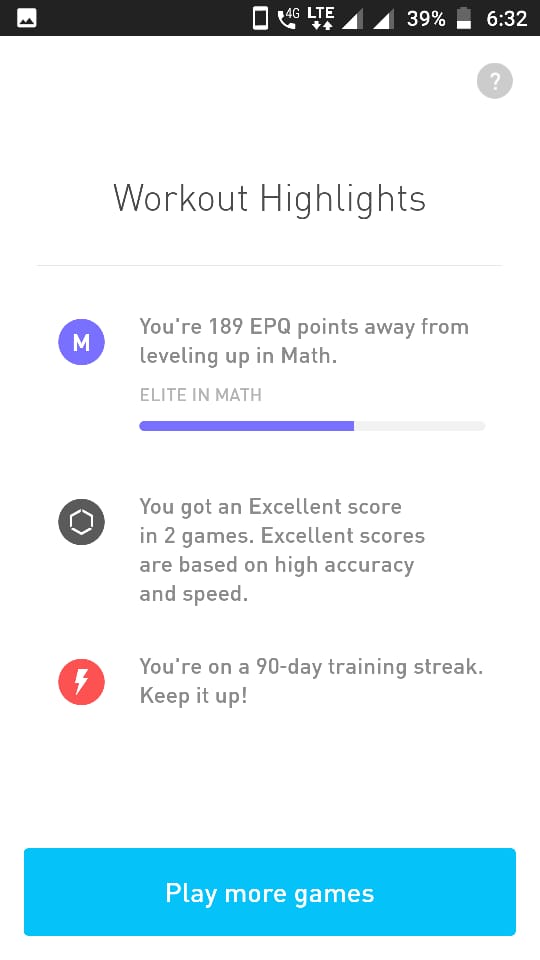 4G LTE 39% 6:32
?
Workout Highlights
M
You're 189 EPQ points away from
leveling up in Math.
ELITE IN MATH
You got an Excellent score
in 2 games. Excellent scores
are based on high accuracy
and speed.
You're on a 90-day training streak.
Keep it up!
Play more games